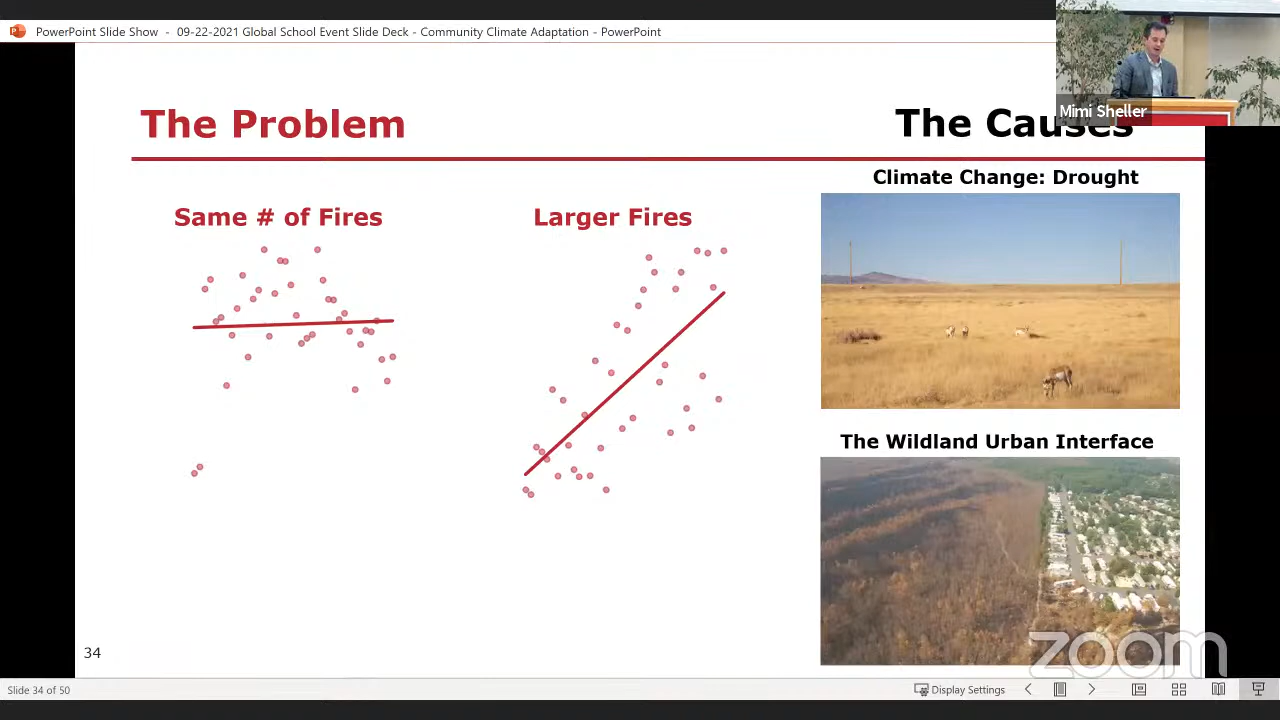 PowerPoint Slide Show - 09-22-2021 Global School Event Slide Deck - Community Climate Adaptation - PowerPoint
Mimi Sheller
The Problem
The Causes
Climate Change: Drought
Same # of Fires
Larger Fires
The Wildland Urban Interface
34
zoom
Slide 34 of 50
Display Settings